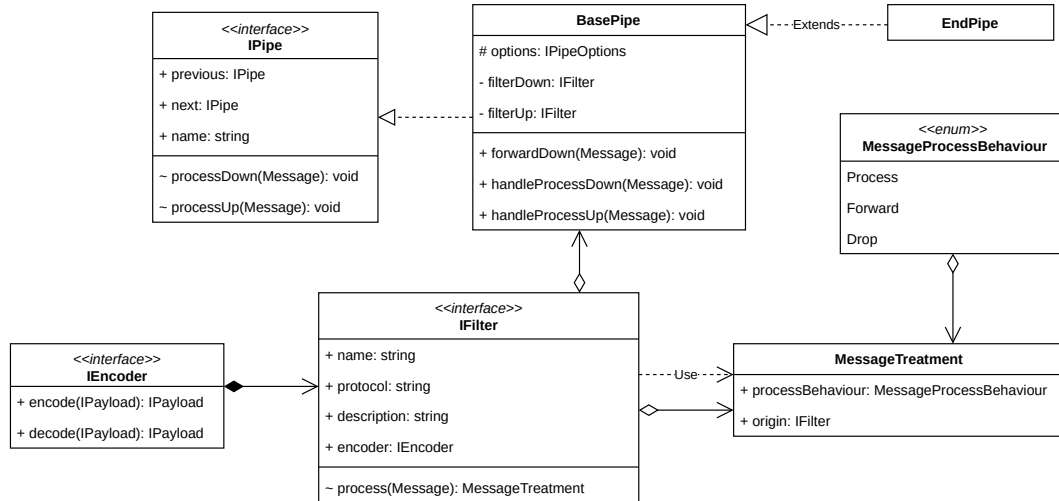 <<interface>>
IPipe
+ previous: IPipe
+ next: IPipe
+ name: string
~ processDown(Message): void
~ processUp(Message): void
BasePipe
# options: IPipeOptions
- filterDown: IFilter
- filterUp: IFilter
+ forwardDown(Message): void
+ handleProcessDown(Message): void
+ handleProcessUp(Message): void
Extends
EndPipe
<<enum>>
MessageProcessBehaviour
Process
Forward
Drop
<<interface>>
IEncoder
+ encode(IPayload): IPayload
+ decode(IPayload): IPayload
<<interface>>
IFilter
+ name: string
+ protocol: string
+ description: string
+ encoder: IEncoder
~ process(Message): MessageTreatment
Use
MessageTreatment
+ processBehaviour: MessageProcessBehaviour
+ origin: IFilter